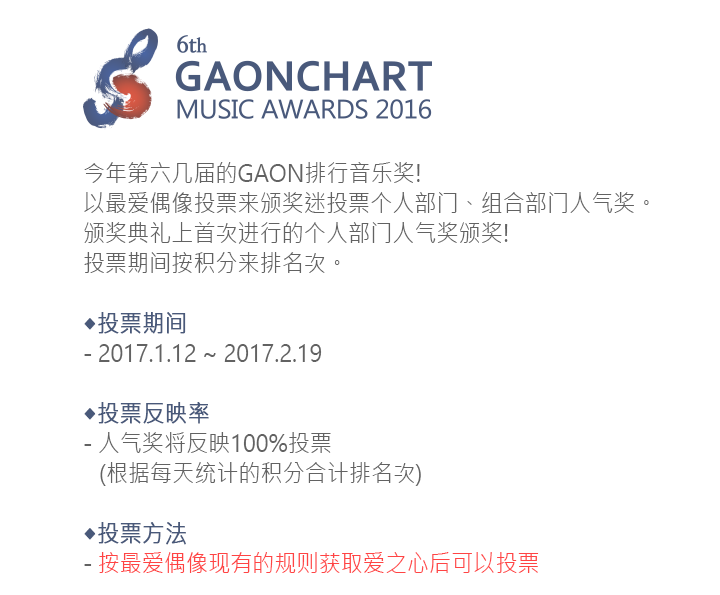 6th
GAONCHART
MUSIC AWARDS 2016
今年第六几届的GAON排行音乐奖!
以最爱偶像投票来颁奖迷投票个人部门、组合部门人气奖。
颁奖典礼上首次进行的个人部门人气奖颁奖!
投票期间按积分来排名次。
◆投票期间
- 2017.1.12 ~ 2017.2.19
◆投票反映率
- 人气奖将反映100%投票
(根据每天统计的积分合计排名次)
◆投票方法
- 按最爱偶像现有的规则获取爱之心后可以投票